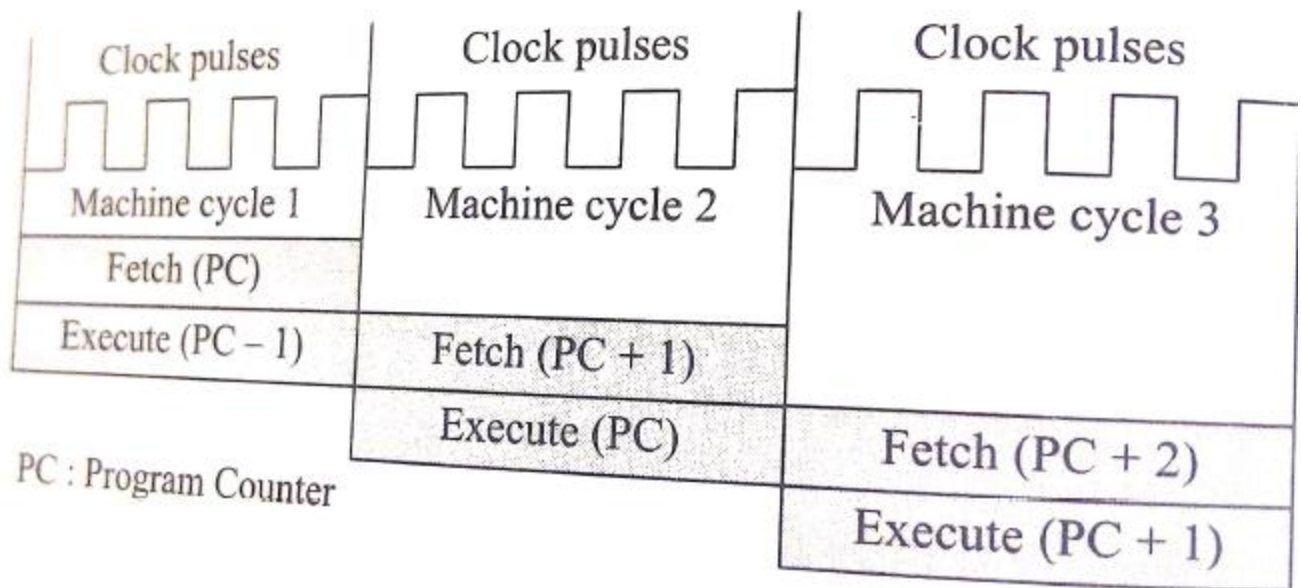 Clock pulses
Clock pulses
Clock pulses
Machine cycle 1
Machine cycle 2
Machine cycle 3
Fetch (PC)
Execute (PC – 1)
Fetch (PC + 1)
Execute (PC)
Fetch (PC + 2)
Execute (PC + 1)
PC : Program Counter